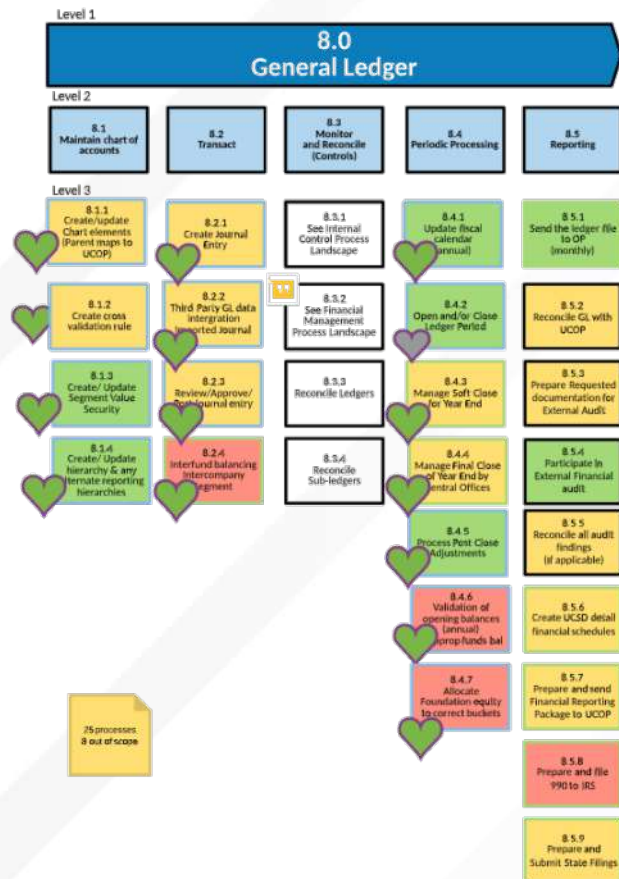 Level 1
8.0
General Ledger
Level 2
8.1
Maintain chart of
accounts
8.2
Transact
8.3
Monitor
and Reconcile
(Controls)
8.4
Periodic Processing
8.5
Reporting
Level 3
8.1.1
Create/update
Chart elements
(Parent maps to
UCOP)
8.1.2
Create cross
validation rule
8.1.3
Create/ Update
Segment Value
Security
8.1.4
Create/ Update
hierarchy & any
lternate reporting
hierarchies
8.2.1
Create Journal
Entry
8.2.2
Third Party GL data
intergration
Imported Journal
8.2.3
Review/Approve/
Post Journal entry
8.2.4
Interfund balancing
Intercompany
Segment
8.3.1
See Internal
Control Process
Landscape
8.3.2
See Financial
Management
Process Landscape
8.3.3
Reconcile Ledgers
8.3.4
Reconcile
Sub-ledgers
8.4.1
Update fiscal
calendar
(annual)
8.4.2
Open and/or Close
Ledger Period
8.4.3
Manage Soft Close
for Year End
8.4.4
Manage Final Close
of Year End by
Central Offices
8.4.5
Process Post Close
Adjustments
8.4.6
Validation of
opening balances
(annual)
prop funds bal
8.4.7
Allocate
Foundation equity
to correct buckets
8.5.1
Send the ledger file
to OP
(monthly)
8.5.2
Reconcile GL with
UCOP
8.5.3
Prepare Requested
documentation for
External Audit
8.5.4
Participate in
External Financial
audit
8.5.5
Reconcile all audit
findings
(if applicable)
8.5.6
Create UCSD detail
financial schedules
8.5.7
Prepare and send
Financial Reporting
Package to UCOP
8.5.8
Prepare and file
990 to IRS
8.5.9
Prepare and
Submit State Filings
25 processes
8 out of scope